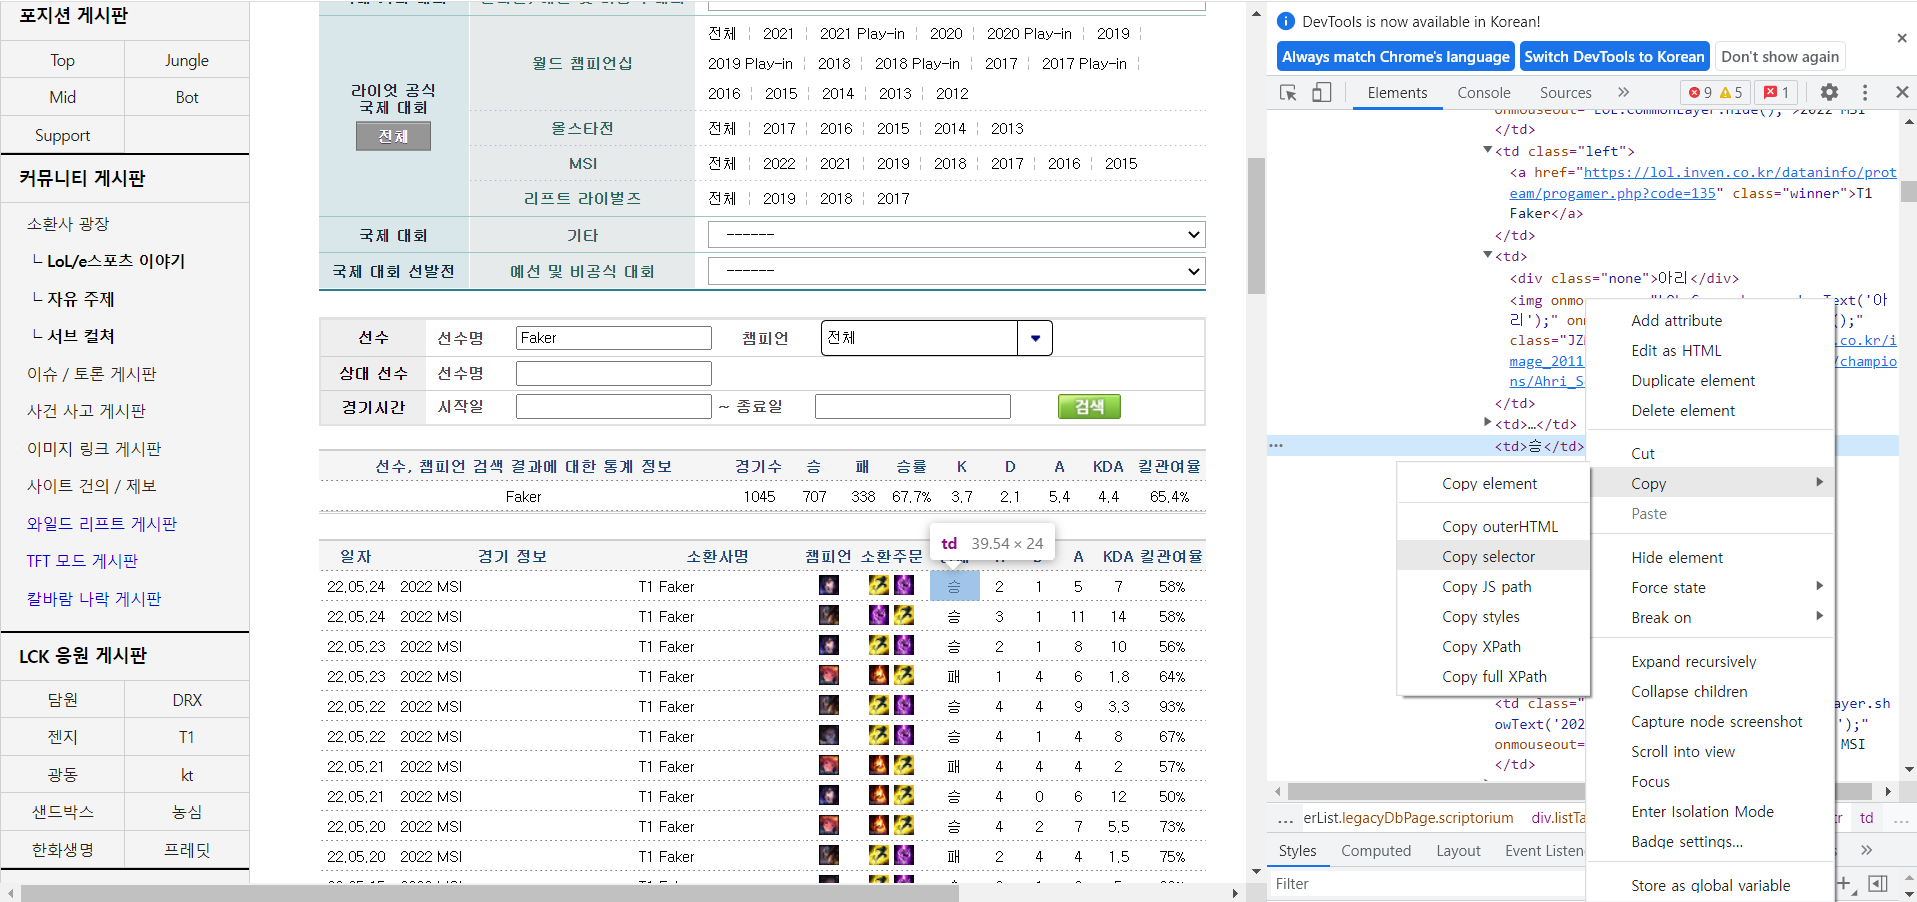 포지션 게시판
Top Jungle
Mid Bot
Support
커뮤니티 게시판
소환사 광장
└ LoL/e스포츠 이야기
└ 자유 주제
└ 서브 컬쳐
이슈 / 토론 게시판
사건 사고 게시판
이미지 링크 게시판
사이트 건의 / 제보
와일드 리프트 게시판
TFT 모드 게시판
칼바람 나락 게시판
LCK 응원 게시판
담원 DRX
젠지 T1
광동 kt
샌드박스 농심
한화생명 프레딧
라이엇 공식
국제 대회
전체
월드 챔피언십
전체 2021 2021 Play-in 2020 2020 Play-in 2019
2019 Play-in 2018 2018 Play-in 2017 2017 Play-in
2016 2015 2014 2013 2012
올스타전 전체 2017 2016 2015 2014 2013
MSI 전체 2022 2021 2019 2018 2017 2016 2015
리프트 라이벌즈 전체 2019 2018 2017
국제 대회 기타 ------
국제 대회 선발전 예선 및 비공식 대회 ------
선수 선수명 Faker 챔피언 전체
상대 선수 선수명
경기시간 시작일 ~ 종료일 검색
선수, 챔피언 검색 결과에 대한 통계 정보 경기수 승 패 승률 K D A KDA 킬관여율
Faker 1045 707 338 67.7% 3.7 2.1 5.4 4.4 65.4%
td 39.54 × 24
일자 경기 정보 소환사명 챔피언 소환주문 A KDA 킬관여율
22.05.24 2022 MSI T1 Faker 승 2 1 5 7 58%
22.05.24 2022 MSI T1 Faker 승 3 1 11 14 58%
22.05.23 2022 MSI T1 Faker 승 2 1 8 10 56%
22.05.23 2022 MSI T1 Faker 패 1 4 6 1.8 64%
22.05.22 2022 MSI T1 Faker 승 4 4 9 3.3 93%
22.05.22 2022 MSI T1 Faker 승 4 1 4 8 67%
22.05.21 2022 MSI T1 Faker 패 4 4 4 2 57%
22.05.21 2022 MSI T1 Faker 승 4 0 6 12 50%
22.05.20 2022 MSI T1 Faker 승 4 2 7 5.5 73%
22.05.20 2022 MSI T1 Faker 패 2 4 4 1.5 75%
DevTools is now available in Korean!
Always match Chrome's language Switch DevTools to Korean Don't show again
Elements Console Sources » 9 5 1
onmouseout="LOL.CommonLayer.hide();">2022 MSI
</td>
<td class="left">
<a href="https://lol.inven.co.kr/dataninfo/prot
eam/progamer.php?code=135" class="winner">T1
Faker</a>
</td>
<td>
<div class="none">아리</div>
<img onmo Text('아
리');" on ();"
class="JZ .co.kr/i
mage_2011 /champio
ns/Ahri_S
</td>
<td>…</td>
<td>승</td>
<td class=" ayer.sh
owText('202 ');"
onmouseout= MSI
</td>
Add attribute
Edit as HTML
Duplicate element
Delete element
Cut
Copy
Paste
Hide element
Force state
Break on
Expand recursively
Collapse children
Capture node screenshot
Scroll into view
Focus
Enter Isolation Mode
Badge settings...
Store as global variable
Copy element
Copy outerHTML
Copy selector
Copy JS path
Copy styles
Copy XPath
Copy full XPath
... erList.legacyDbPage.scriptorium div.listTa tr td ...
Styles Computed Layout Event Listen s »
Filter